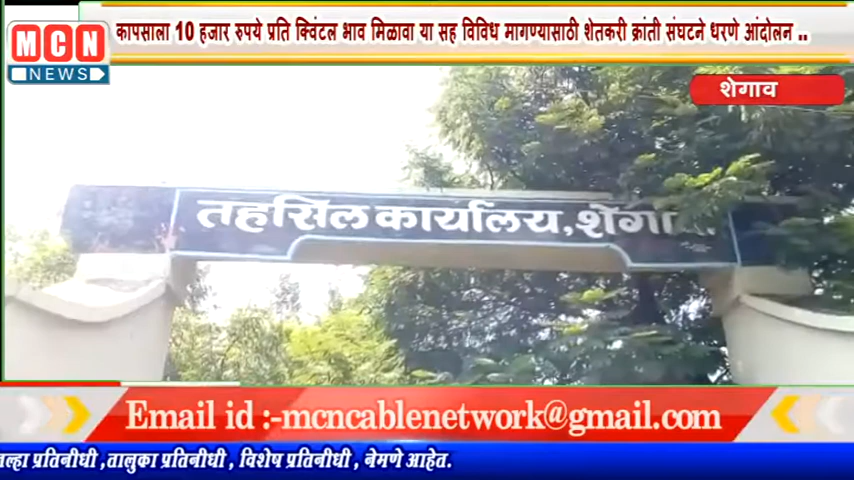 कापसाला 10 हजार रुपये प्रति क्विंटल भाव मिळावा या सह विविध मागण्यासाठी शेतकरी क्रांती संघटने धरणे आंदोलन ..
MCN
NEWS
शेगाव
तहसिल कार्यालय, शेगाव
Email id :-mcncablenetwork@gmail.com
प्रतिनीधी ,तालुका प्रतिनीधी , विशेष प्रतिनीधी , नेमणे आहेत.